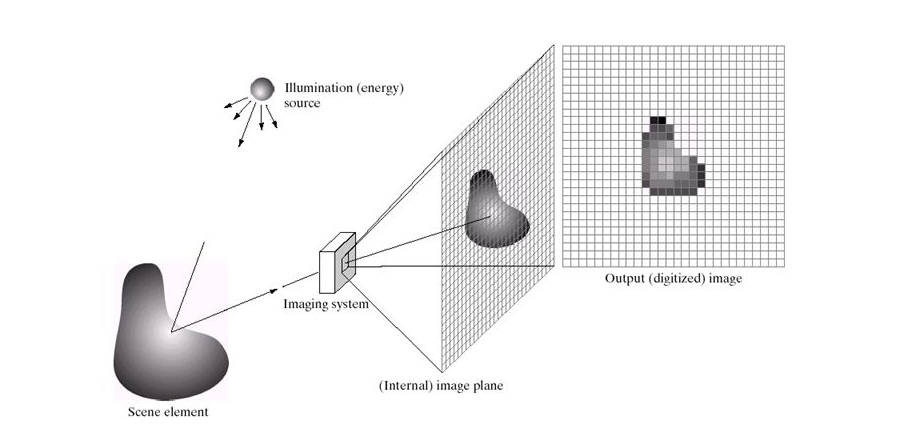 Illumination (energy)
source
Output (digitized) image
Imaging system
(Internal) image plane
Scene element